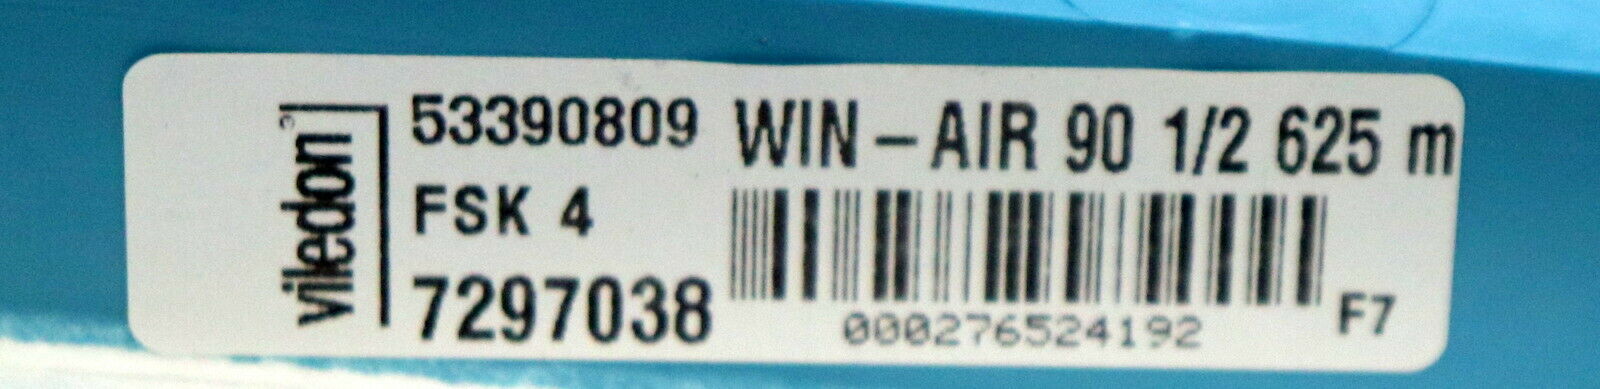 viledon®
53390809 WIN-AIR 90 1/2 625 m
FSK 4
7297038
000276524192
F7